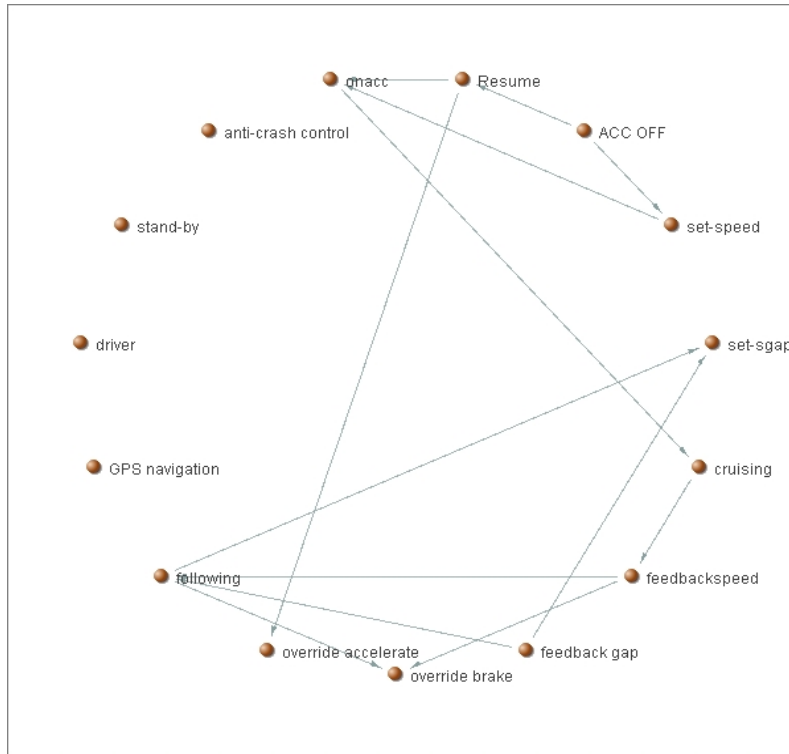 onacc
Resume
anti-crash control
ACC OFF
stand-by
set-speed
driver
set-sgap
GPS navigation
cruising
following
feedbackspeed
override accelerate
feedback gap
override brake